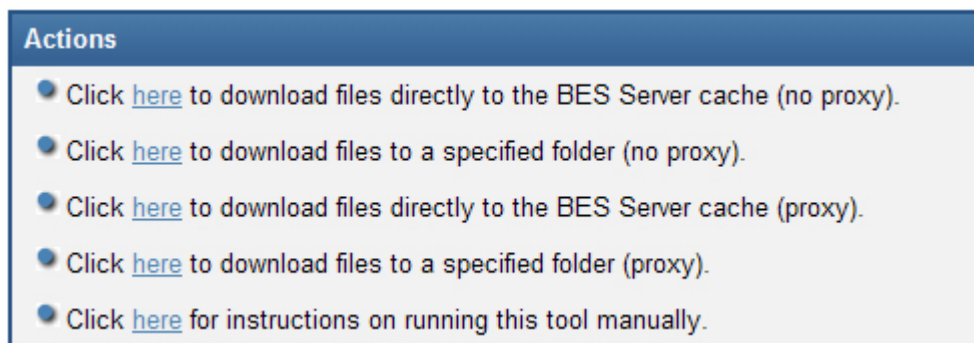 Actions
Click here to download files directly to the BES Server cache (no proxy).
Click here to download files to a specified folder (no proxy).
Click here to download files directly to the BES Server cache (proxy).
Click here to download files to a specified folder (proxy).
Click here for instructions on running this tool manually.